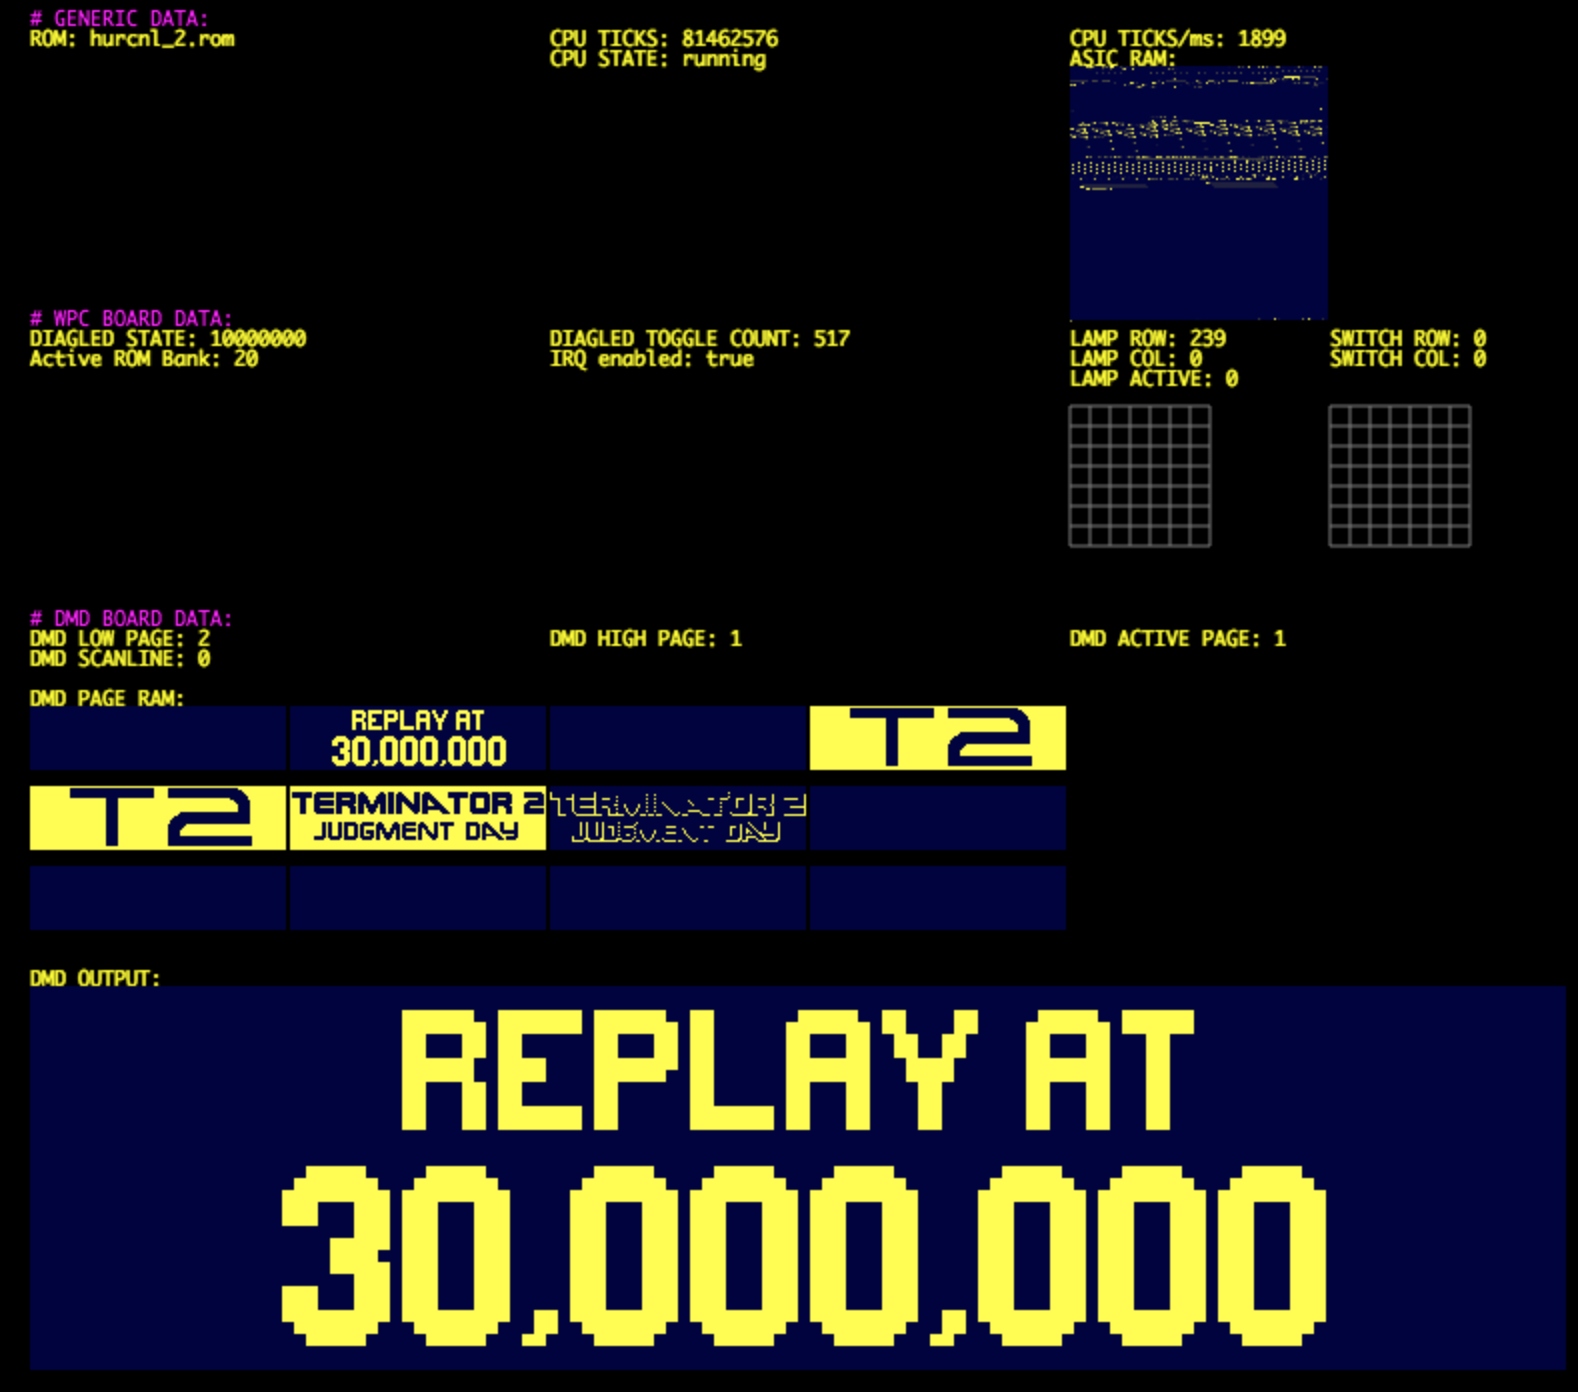 # GENERIC DATA:
ROM: hurcnl_2.rom CPU TICKS: 81462576 CPU TICKS/ms: 1899
CPU STATE: running ASIC RAM:
# WPC BOARD DATA:
DIAGLED STATE: 10000000 DIAGLED TOGGLE COUNT: 517 LAMP ROW: 239 SWITCH ROW: 0
Active ROM Bank: 20 IRQ enabled: true LAMP COL: 0 SWITCH COL: 0
LAMP ACTIVE: 0
# DMD BOARD DATA:
DMD LOW PAGE: 2 DMD HIGH PAGE: 1 DMD ACTIVE PAGE: 1
DMD SCANLINE: 0
DMD PAGE RAM:
REPLAY AT
30,000,000
T2
T2
TERMINATOR 2
JUDGMENT DAY
TERMINATOR 2
JUDGMENT DAY
DMD OUTPUT:
REPLAY AT
30,000,000